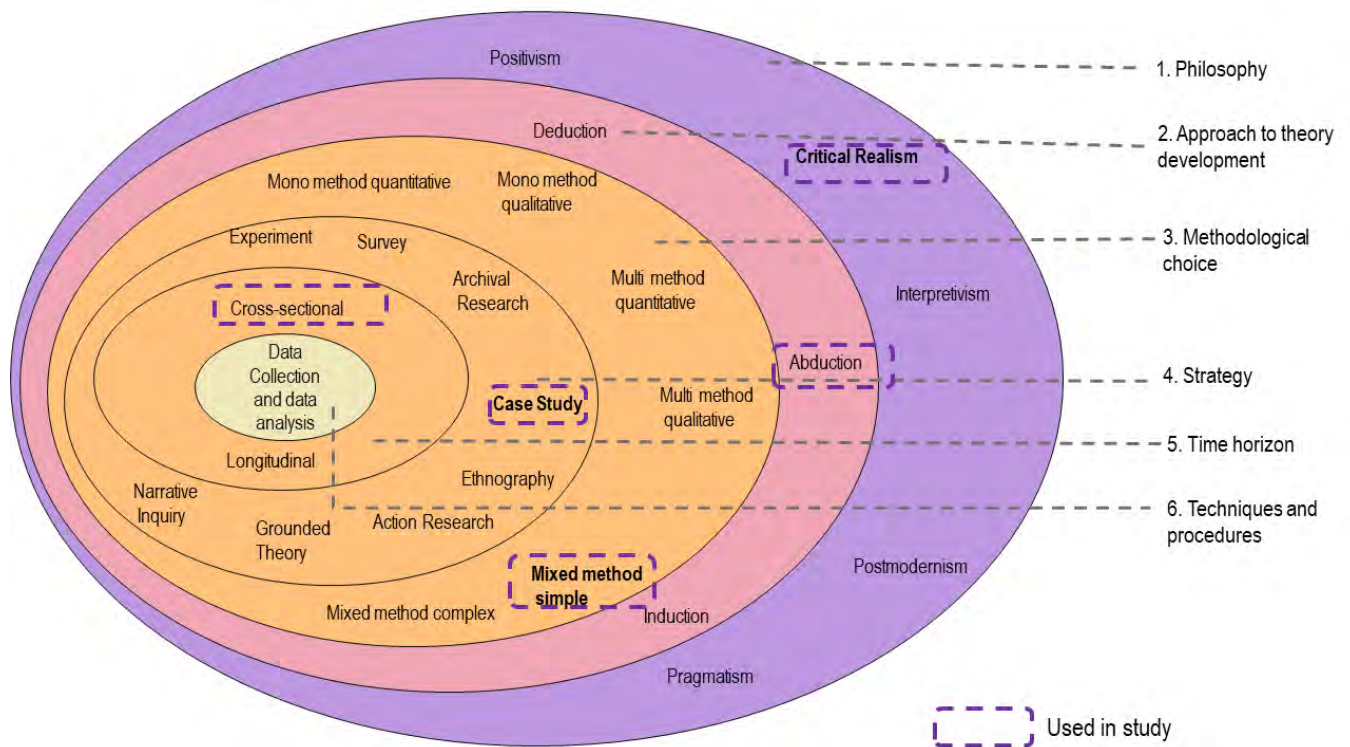 Positivism
1. Philosophy
Deduction
2. Approach to theory
development
Critical Realism
Mono method quantitative
Mono method
qualitative
Experiment
Survey
3. Methodological
choice
Archival
Research
Multi method
quantitative
Interpretivism
Cross-sectional
Data
Collection
and data
analysis
Abduction
4. Strategy
Case Study
Multi method
qualitative
5. Time horizon
Longitudinal
Ethnography
Narrative
Inquiry
Grounded
Theory
Action Research
6. Techniques and
procedures
Postmodernism
Mixed method
simple
Mixed method complex
Induction
Pragmatism
Used in study